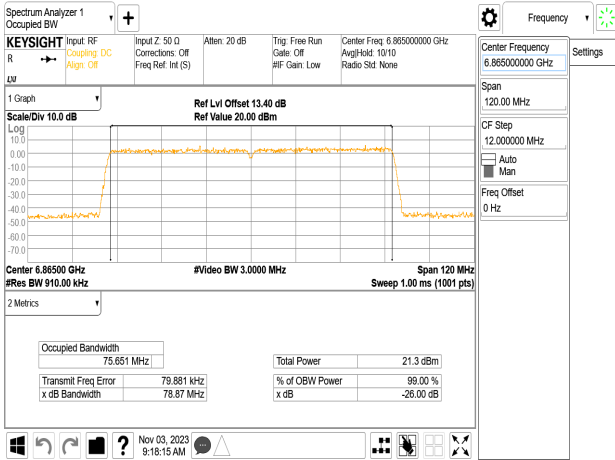 Spectrum Analyzer 1
Occupied BW
Frequency
KEYSIGHT
R
LXI
Input: RF
Coupling: DC
Align: Off
Input Z: 50 Ω
Corrections: Off
Freq Ref: Int (S)
Atten: 20 dB
Trig: Free Run
Gate: Off
#IF Gain: Low
Center Freq: 6.865000000 GHz
Avg|Hold: 10/10
Radio Std: None
Center Frequency
6.865000000 GHz
Settings
Span
120.00 MHz
CF Step
12.000000 MHz
Auto
Man
Freq Offset
0 Hz
1 Graph
Scale/Div 10.0 dB
Ref Lvl Offset 13.40 dB
Ref Value 20.00 dBm
Log
10.0
0.00
-10.0
-20.0
-30.0
-40.0
-50.0
-60.0
-70.0
Center 6.86500 GHz
#Video BW 3.0000 MHz
Span 120 MHz
#Res BW 910.00 kHz
Sweep 1.00 ms (1001 pts)
2 Metrics
Occupied Bandwidth
75.651 MHz
Total Power 21.3 dBm
Transmit Freq Error 79.881 kHz
% of OBW Power 99.00 %
x dB Bandwidth 78.87 MHz
x dB -26.00 dB
?
Nov 03, 2023
9:18:15 AM